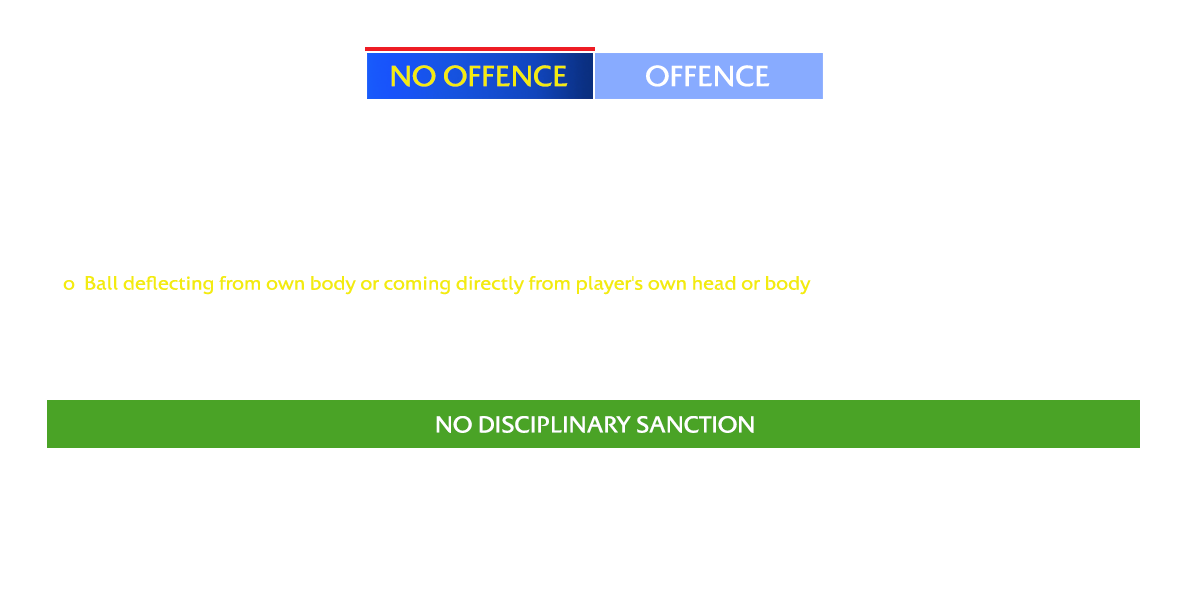 NO OFFENCE OFFENCE
o Ball deflecting from own body or coming directly from player's own head or body
NO DISCIPLINARY SANCTION